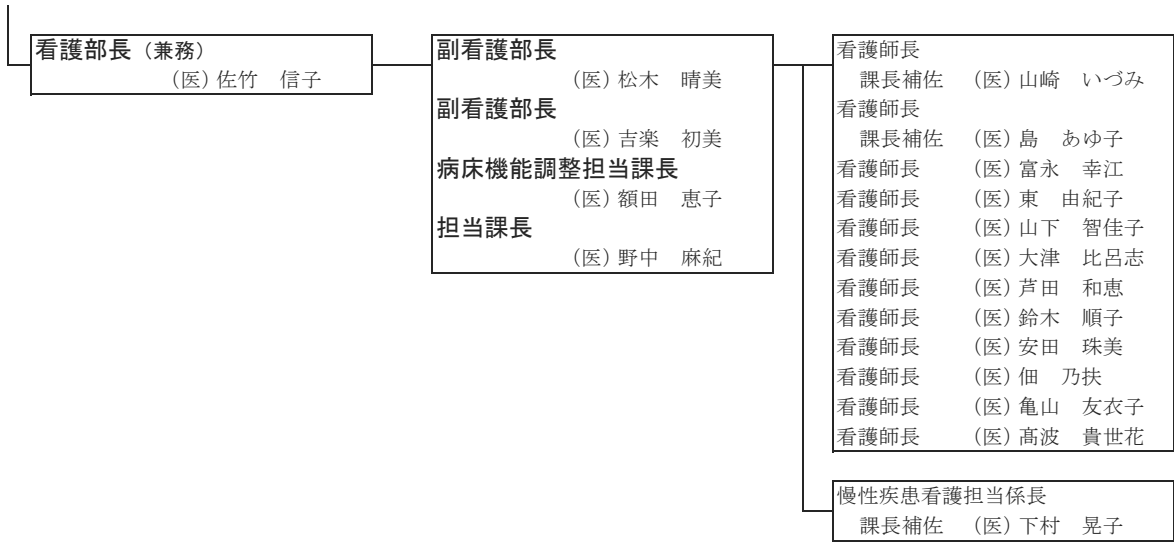 看護部長（兼務）
（医）佐竹　信子
副看護部長
（医）松木　晴美
副看護部長
（医）吉楽　初美
病床機能調整担当課長
（医）額田　恵子
担当課長
（医）野中　麻紀
看護師長
課長補佐　（医）山崎　いづみ
看護師長
課長補佐　（医）島　あゆ子
看護師長　（医）富永　幸江
看護師長　（医）東　由紀子
看護師長　（医）山下　智佳子
看護師長　（医）大津　比呂志
看護師長　（医）芦田　和恵
看護師長　（医）鈴木　順子
看護師長　（医）安田　珠美
看護師長　（医）佃　乃扶
看護師長　（医）亀山　友衣子
看護師長　（医）髙波　貴世花
慢性疾患看護担当係長
課長補佐　（医）下村　晃子